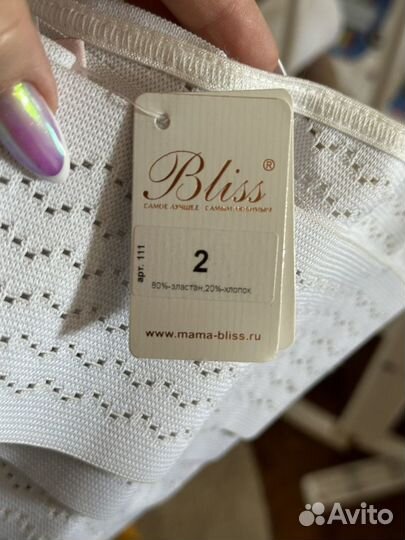 Bliss®
САМОЕ ЛУЧШЕЕ САМЫМ ЛЮБИМЫМ
арт. 111
2
80%-эластан,20%-хлопок
www.mama-bliss.ru
Avito